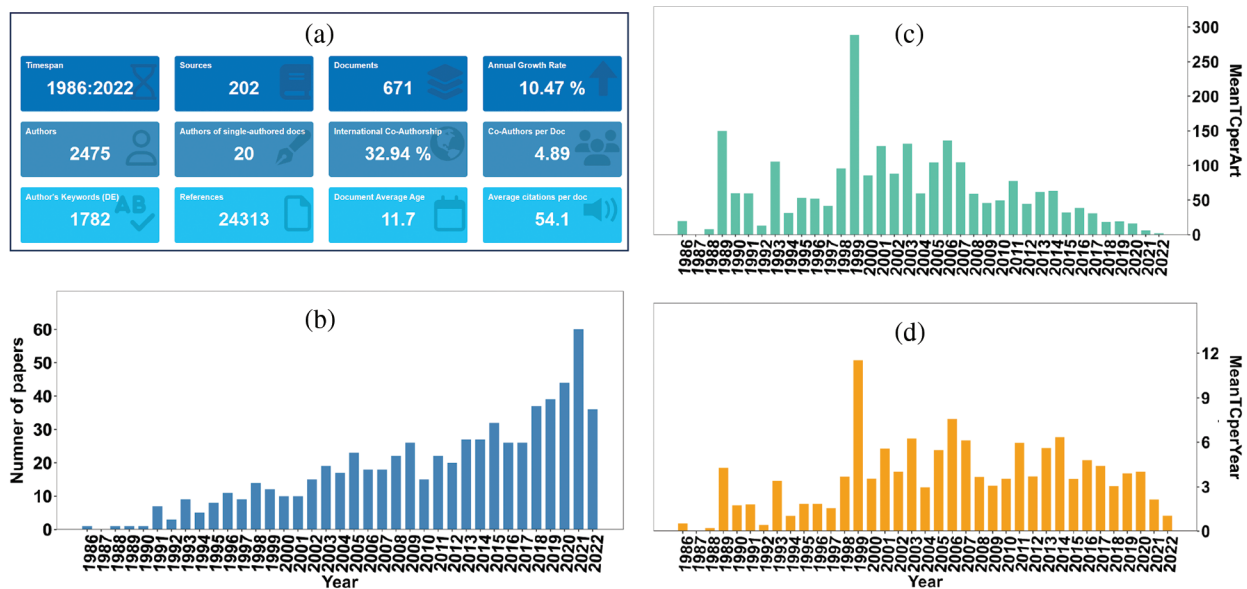 (a)
Timespan
1986:2022
Sources
202
Documents
671
Annual Growth Rate
10.47 %
Authors
2475
Authors of single-authored docs
20
International Co-Authorship
32.94 %
Co-Authors per Doc
4.89
Author's Keywords (DE)
1782
AB
References
24313
Document Average Age
11.7
Average citations per doc
54.1
(b)
Numner of papers
60
50
40
30
20
10
0
1986 1987 1988 1989 1990 1991 1992 1993 1994 1995 1996 1997 1998 1999 2000 2001 2002 2003 2004 2005 2006 2007 2008 2009 2010 2011 2012 2013 2014 2015 2016 2017 2018 2019 2020 2021 2022
Year
(c)
MeanTCperArt
300
250
200
150
100
50
0
1986 1987 1988 1989 1990 1991 1992 1993 1994 1995 1996 1997 1998 1999 2000 2001 2002 2003 2004 2005 2006 2007 2008 2009 2010 2011 2012 2013 2014 2015 2016 2017 2018 2019 2020 2021 2022
(d)
MeanTCperYear
12
9
6
3
0
1986 1987 1988 1989 1990 1991 1992 1993 1994 1995 1996 1997 1998 1999 2000 2001 2002 2003 2004 2005 2006 2007 2008 2009 2010 2011 2012 2013 2014 2015 2016 2017 2018 2019 2020 2021 2022
Year